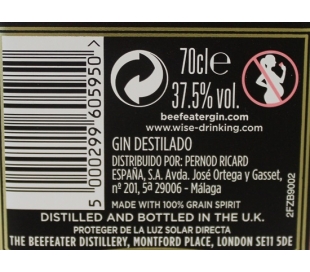 5 000299 605950 >
70cl e
37.5% vol.
beefeatergin.com
www.wise-drinking.com
GIN DESTILADO
DISTRIBUIDO POR: PERNOD RICARD
ESPAÑA, S.A. Avda. José Ortega y Gasset,
nº 201, 5ª 29006 - Málaga
MADE WITH 100% GRAIN SPIRIT
2FZB9002
DISTILLED AND BOTTLED IN THE U.K.
PROTEGER DE LA LUZ SOLAR DIRECTA
THE BEEFEATER DISTILLERY, MONTFORD PLACE, LONDON SE11 5DE